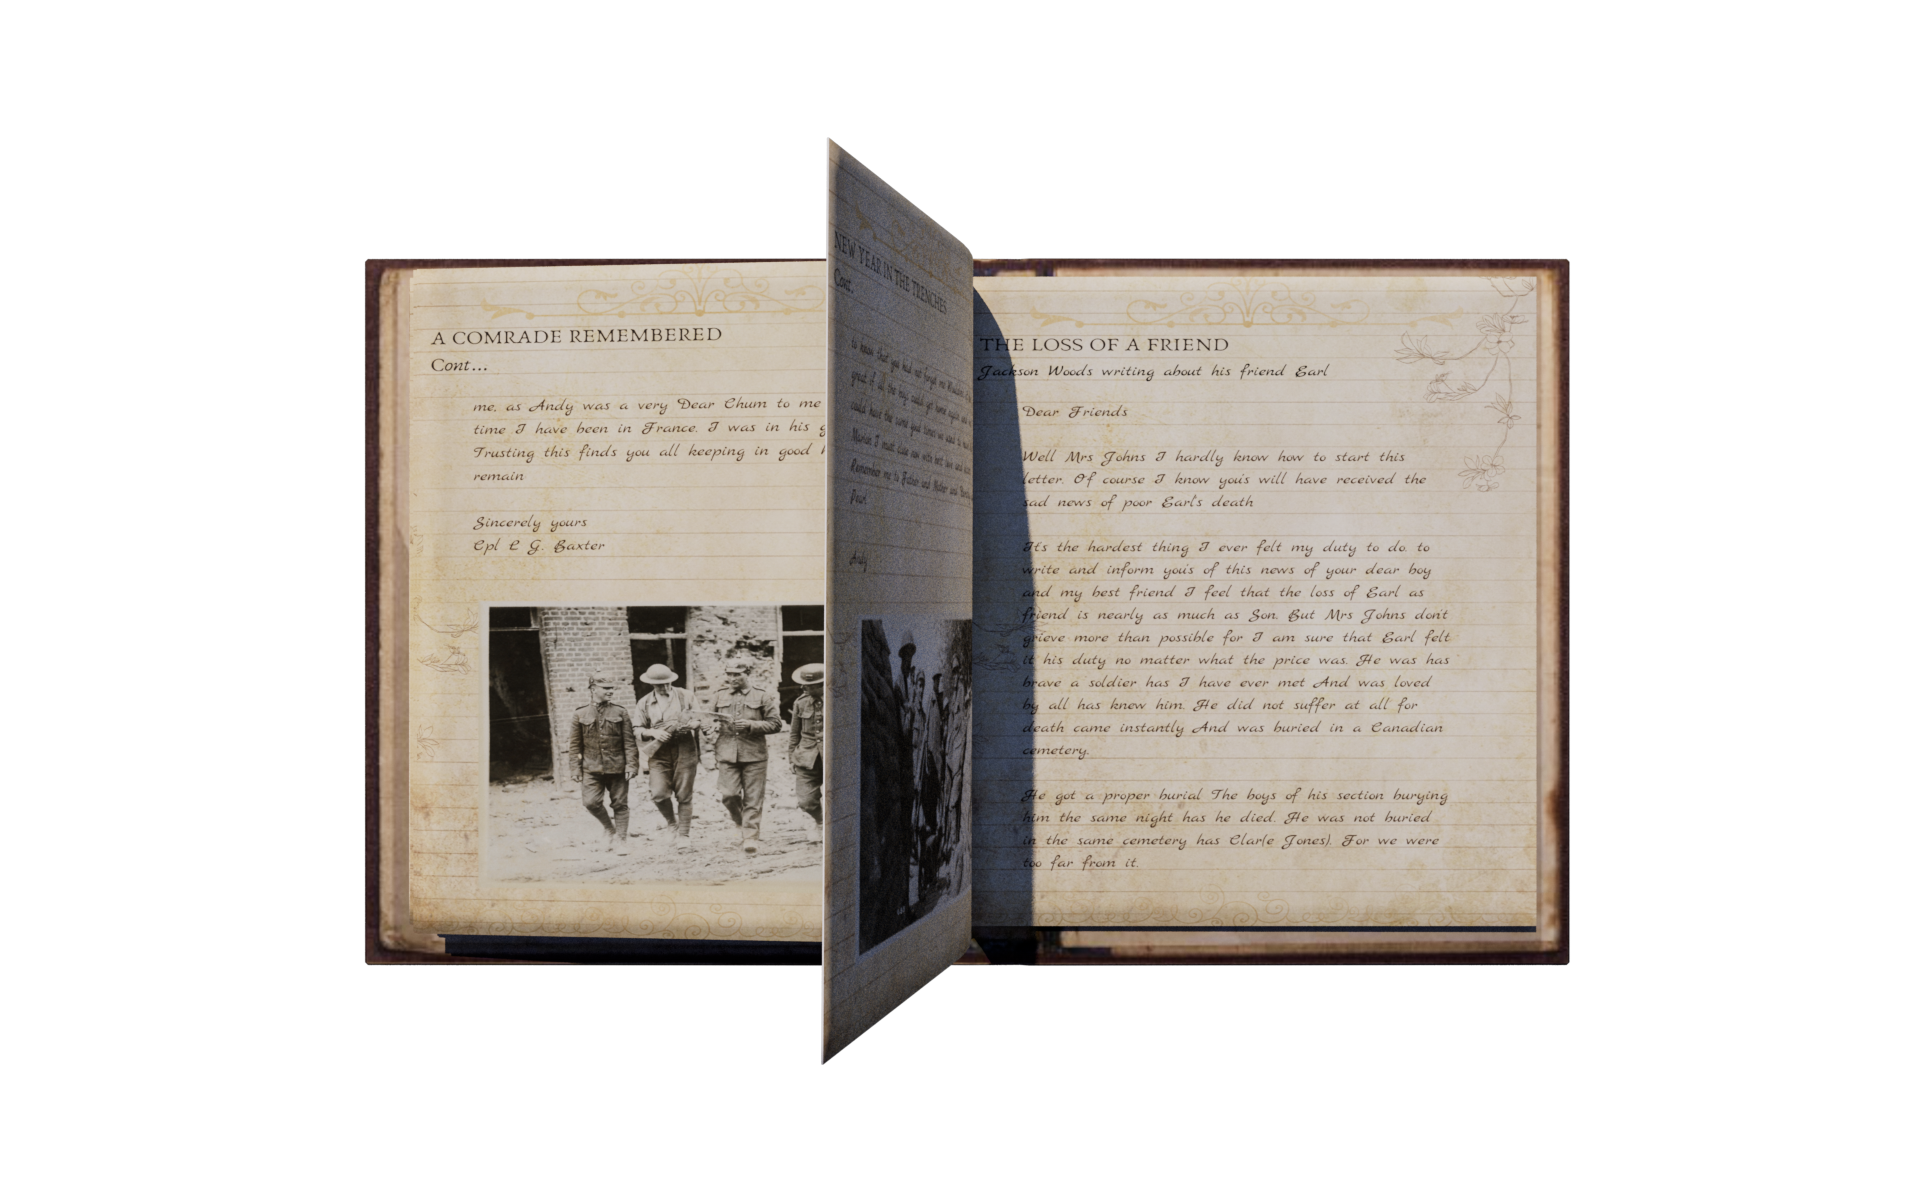 A COMRADE REMEMBERED
Cont...
me, as Andy was a very Dear Chum to me
time I have been in France. I was in his
Trusting this finds you all keeping in good
remain
Sincerely yours
Cpl L G. Baxter
NEW YEAR IN THE TRENCHES
Cont.
to hear that you had not forgot me
great if all the boys could get home again and
could have the same good times we used to
Marion I must close now with best love and
Remember me to Father and Mother and
Pearl
Andy
THE LOSS OF A FRIEND
Jackson Woods writing about his friend Earl
Dear Friends
Well Mrs Johns I hardly know how to start this
letter. Of course I know you's will have received the
sad news of poor Earl's death
It's the hardest thing I ever felt my duty to do. to
write and inform you's of this news of your dear boy
and my best friend I feel that the loss of Earl as
friend is nearly as much as Son. But Mrs Johns don't
grieve more than possible for I am sure that Earl felt
it his duty no matter what the price was. He was has
brave a soldier has I have ever met And was loved
by all has knew him. He did not suffer at all for
death came instantly And was buried in a Canadian
cemetery.
He got a proper burial The boys of his section burying
him the same night has he died. He was not buried
in the same cemetery has Clar(e Jones). For we were
too far from it.